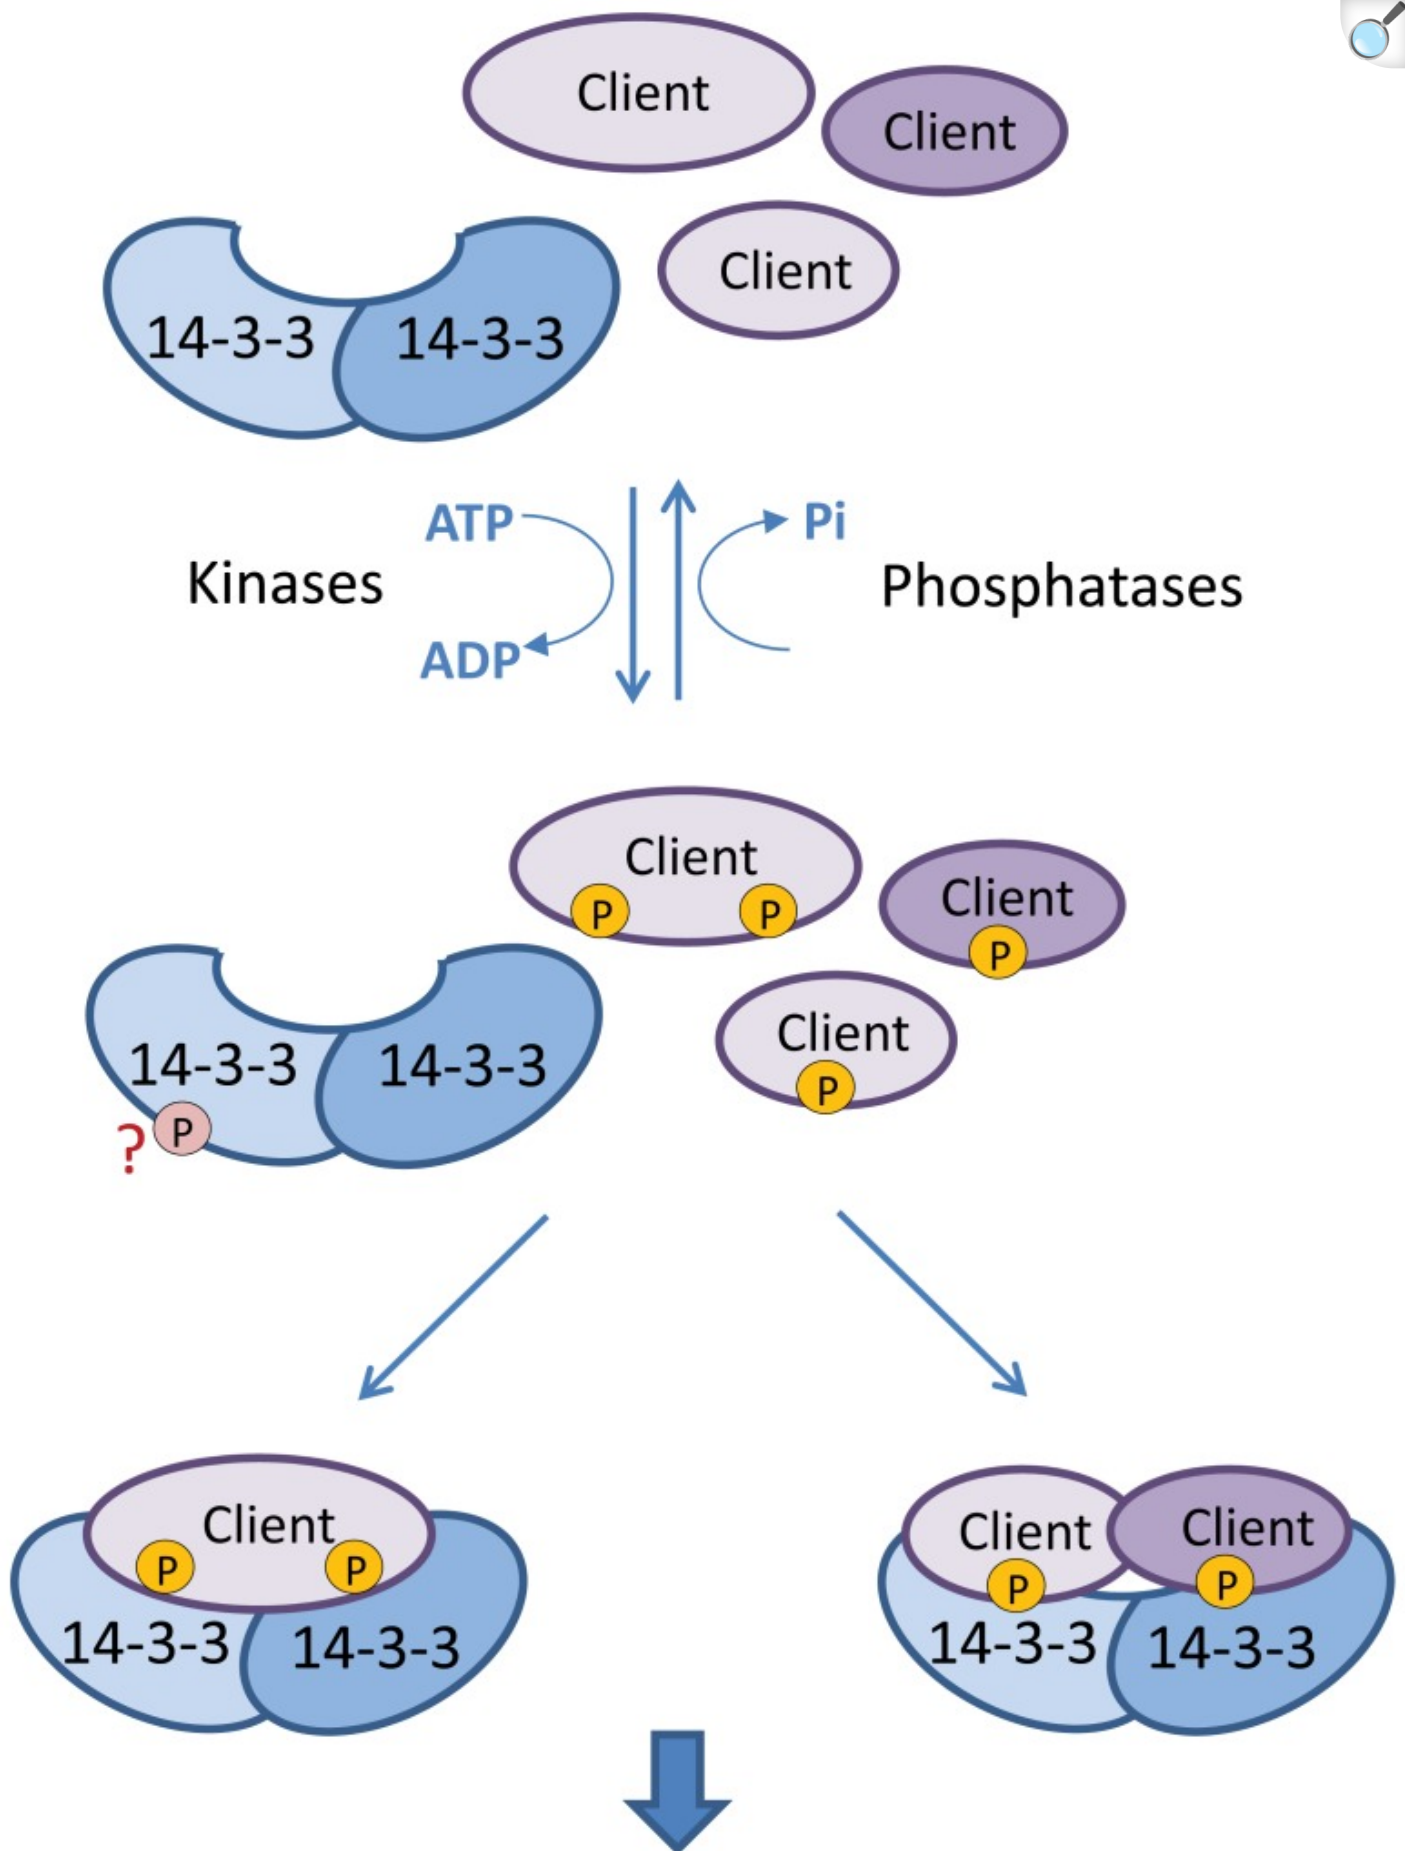 Client
Client
Client
14-3-3 14-3-3
ATP Pi
Kinases Phosphatases
ADP
Client
P P
Client
P
Client
P
14-3-3 14-3-3
? P
Client
P P
14-3-3 14-3-3
Client Client
P P
14-3-3 14-3-3